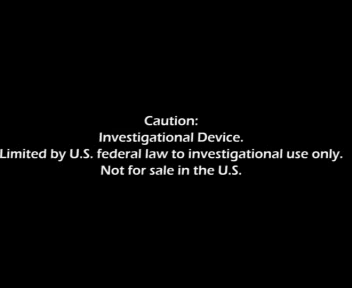 Caution:
Investigational Device.
Limited by U.S. federal law to investigational use only.
Not for sale in the U.S.